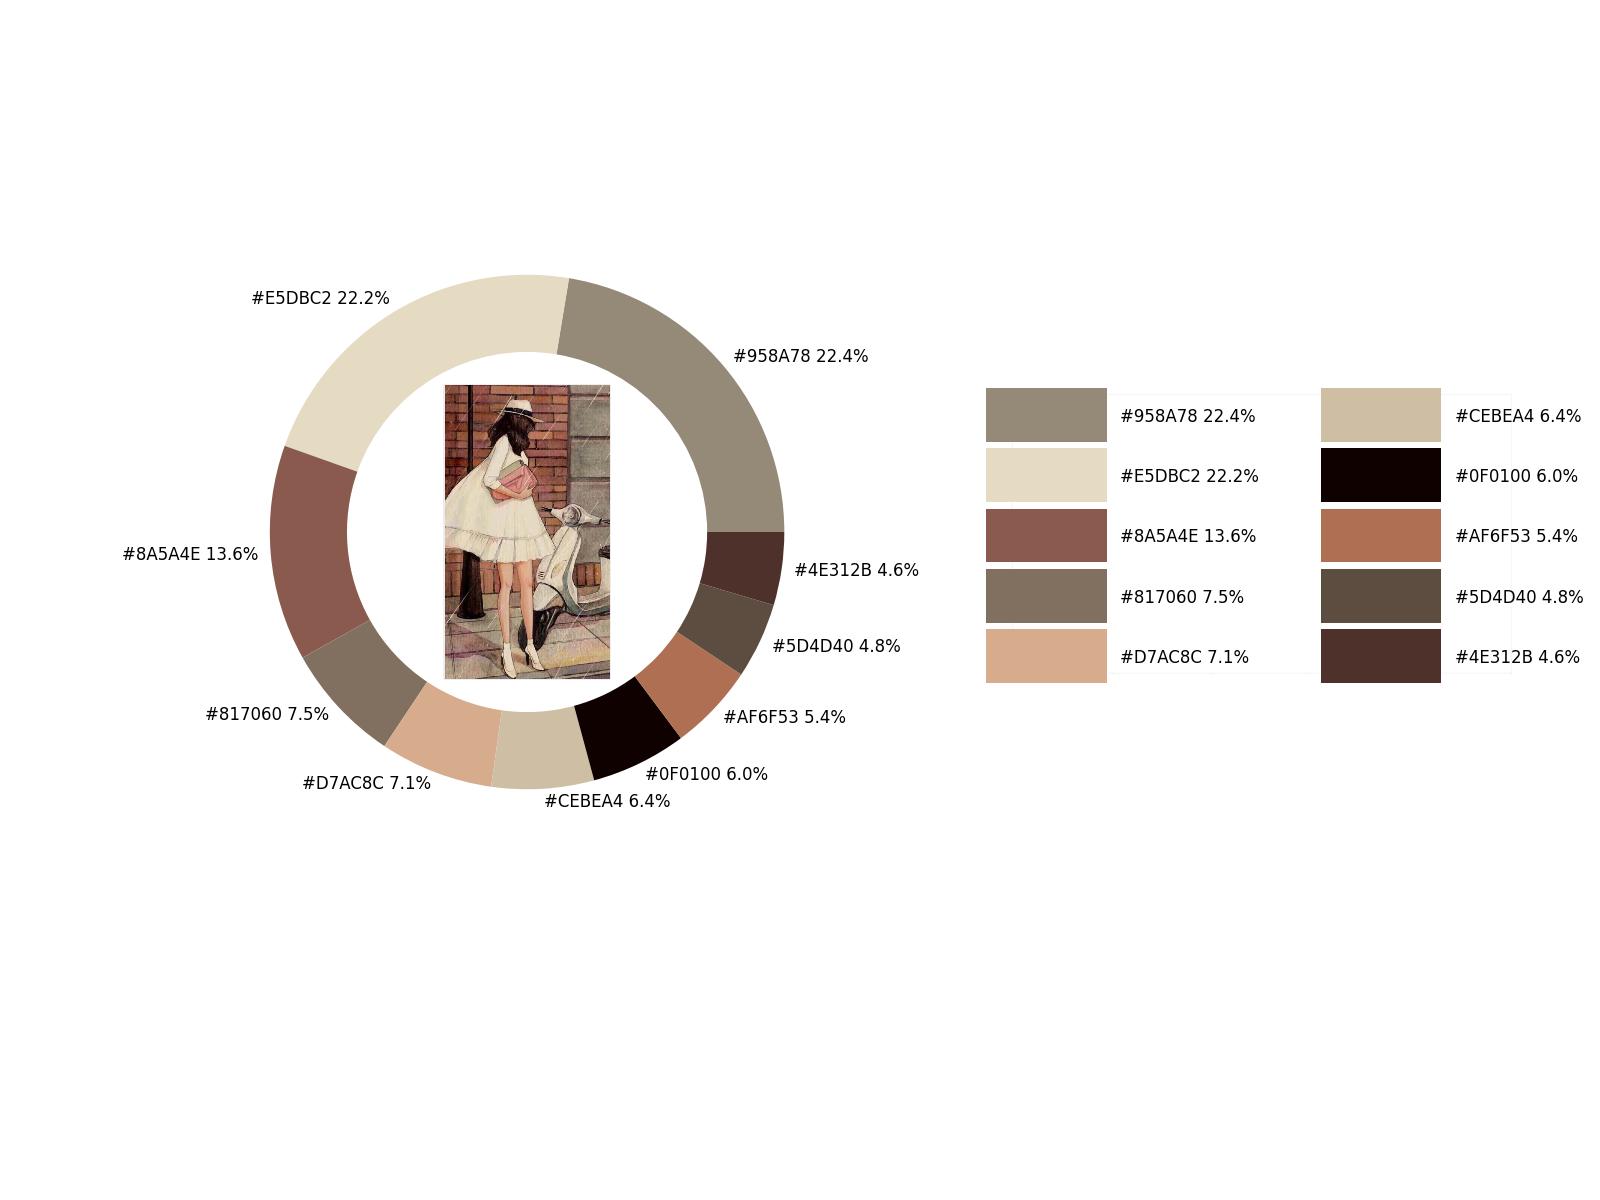 #E5DBC2 22.2%
#958A78 22.4%
#8A5A4E 13.6%
#4E312B 4.6%
#5D4D40 4.8%
#817060 7.5%
#AF6F53 5.4%
#D7AC8C 7.1%
#0F0100 6.0%
#CEBEA4 6.4%
#958A78 22.4%
#E5DBC2 22.2%
#8A5A4E 13.6%
#817060 7.5%
#D7AC8C 7.1%
#CEBEA4 6.4%
#0F0100 6.0%
#AF6F53 5.4%
#5D4D40 4.8%
#4E312B 4.6%